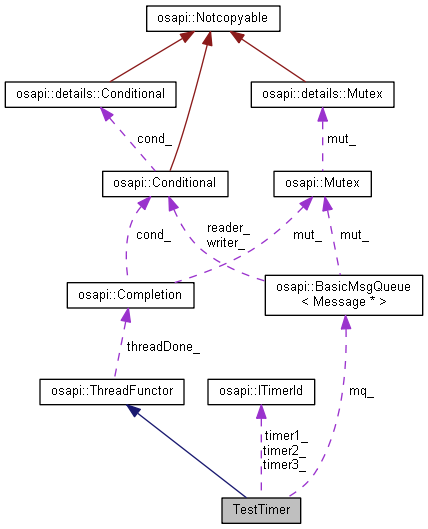 osapi::Notcopyable
osapi::details::Conditional
osapi::details::Mutex
cond_
mut_
osapi::Conditional
osapi::Mutex
cond_
reader_
writer_
mut_
mut_
osapi::Completion
osapi::BasicMsgQueue
< Message * >
threadDone_
osapi::ThreadFunctor
osapi::ITimerId
mq_
timer1_
timer2_
timer3_
TestTimer